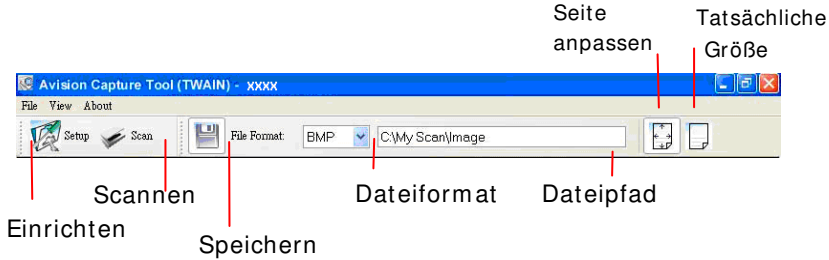 Seite
anpassen
Tatsächliche
Größe
Avision Capture Tool (TWAIN) - xxxx
File View About
Setup Scan File Format: BMP C:\My Scan\Image
Scannen
Dateiformat
Dateipfad
Einrichten
Speichern